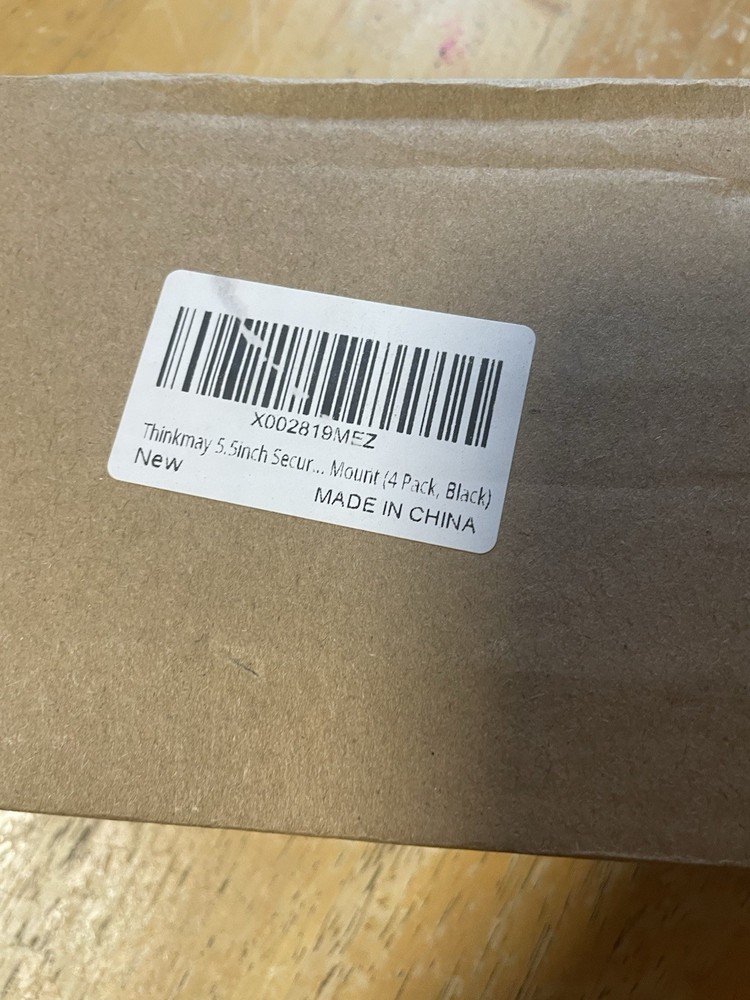 X002819MEZ
Thinkmay 5.5inch Secur... Mount (4 Pack, Black)
New
MADE IN CHINA